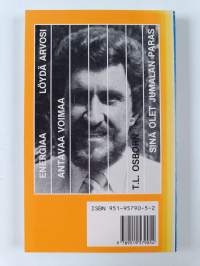 ENERGIAA
LÖYDÄ ARVOSI
ANTAVAA VOIMAA
T.L. OSBORN
SINÄ OLET JUMALAN PARAS
ISBN 951-95790-5-2